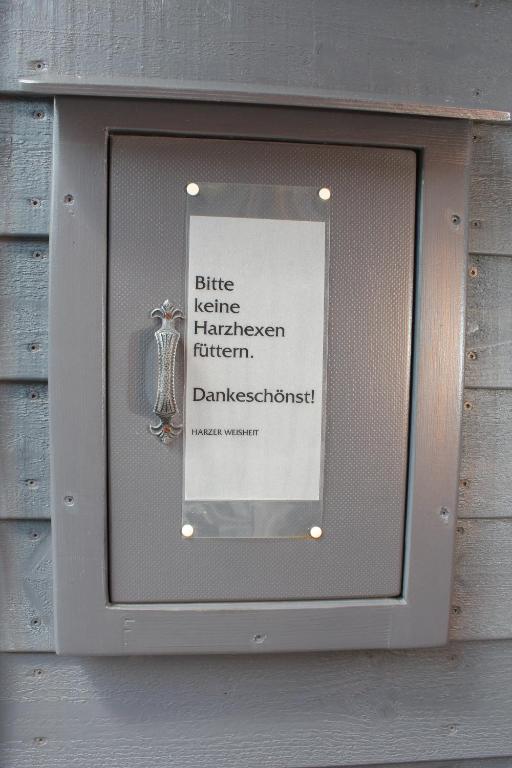 Bitte
keine
Harzhexen
füttern.
Dankeschönst!
HARZER WEISHEIT